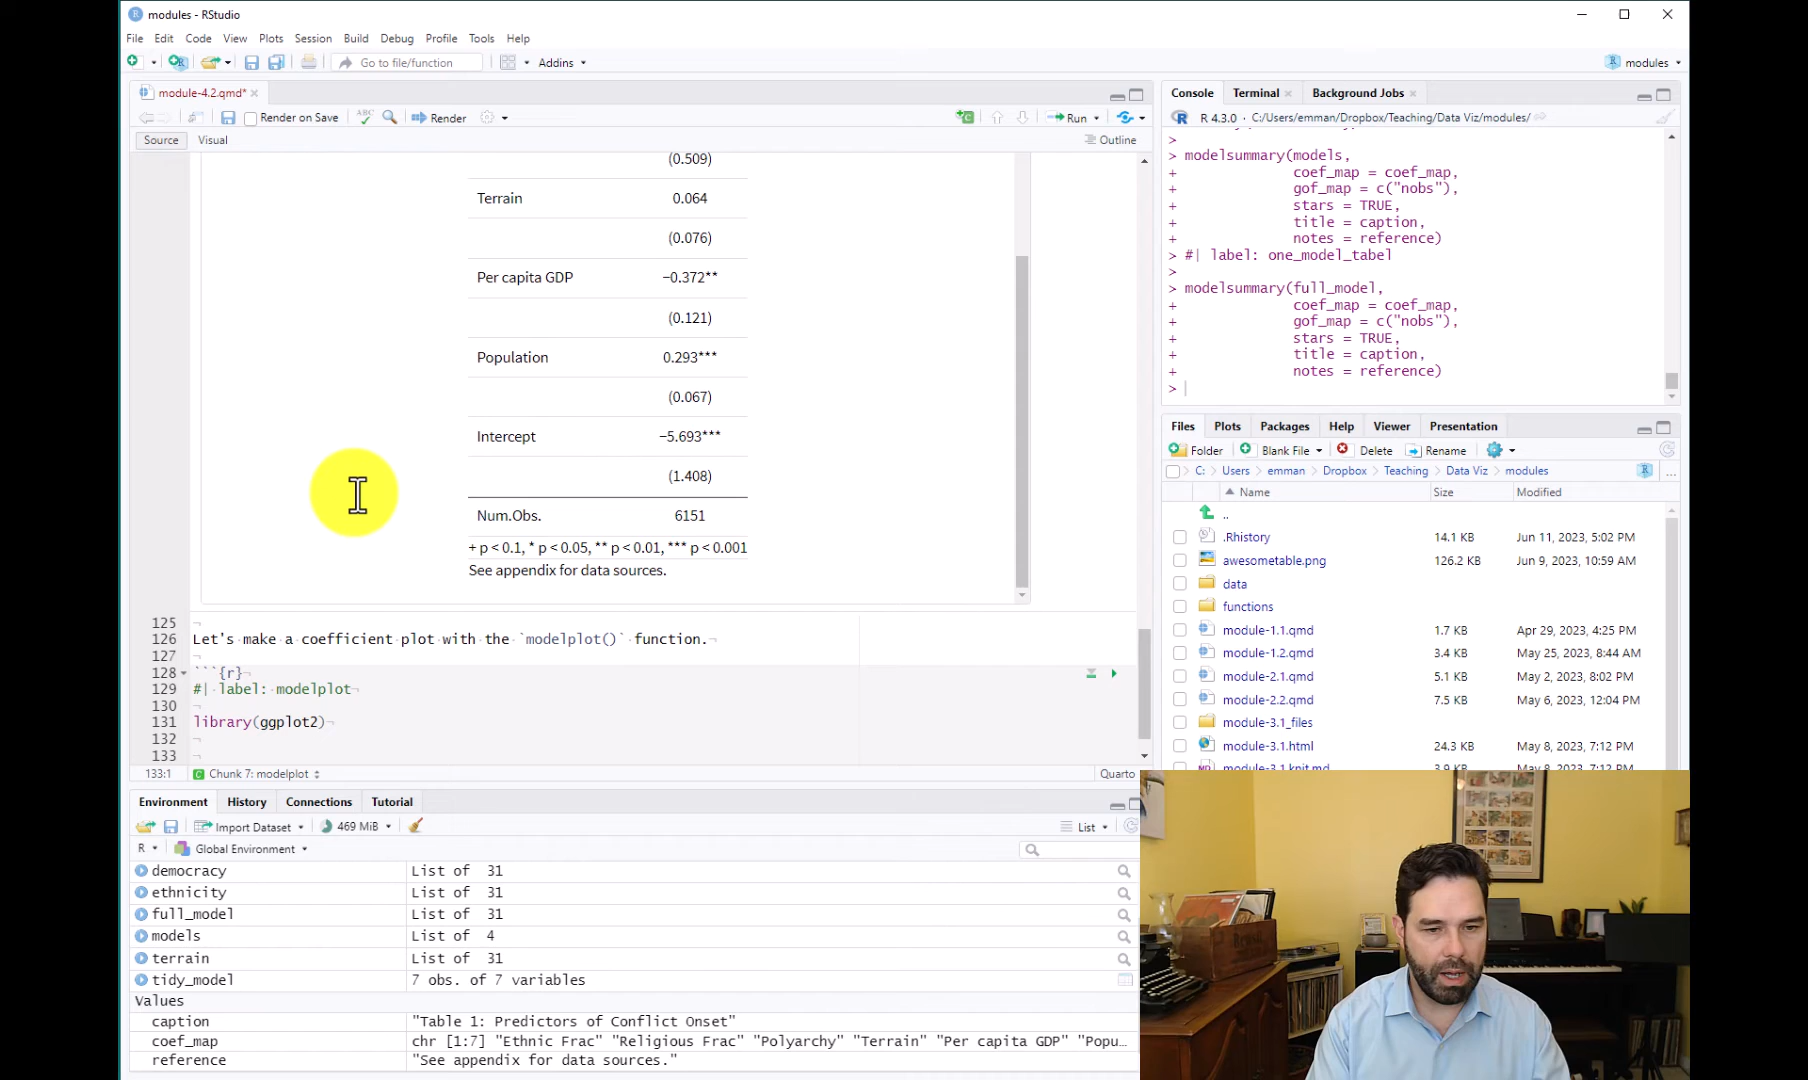 modules - RStudio
File Edit Code View Plots Session Build Debug Profile Tools Help
Go to file/function
Addins
modules
module-4.2.qmd*
Render on Save
ABC
Render
Run
Source Visual
Outline
(0.509)
Terrain 0.064
(0.076)
Per capita GDP −0.372**
(0.121)
Population 0.293***
(0.067)
Intercept −5.693***
(1.408)
Num.Obs. 6151
+ p < 0.1, * p < 0.05, ** p < 0.01, *** p < 0.001
See appendix for data sources.
125
126 Let's make a coefficient plot with the `modelplot()` function.
127
128 ```{r}
129 #| label: modelplot
130
131 library(ggplot2)
132
133
133:1 Chunk 7: modelplot Quarto
Environment History Connections Tutorial
Import Dataset 469 MiB List
R Global Environment
democracy List of 31
ethnicity List of 31
full_model List of 31
models List of 4
terrain List of 31
tidy_model 7 obs. of 7 variables
Values
caption "Table 1: Predictors of Conflict Onset"
coef_map chr [1:7] "Ethnic Frac" "Religious Frac" "Polyarchy" "Terrain" "Per capita GDP" "Popu...
reference "See appendix for data sources."
Console Terminal Background Jobs
R 4.3.0 · C:/Users/emman/Dropbox/Teaching/Data Viz/modules/
>
> modelsummary(models,
+ coef_map = coef_map,
+ gof_map = c("nobs"),
+ stars = TRUE,
+ title = caption,
+ notes = reference)
> #| label: one_model_tabel
>
> modelsummary(full_model,
+ coef_map = coef_map,
+ gof_map = c("nobs"),
+ stars = TRUE,
+ title = caption,
+ notes = reference)
>
Files Plots Packages Help Viewer Presentation
Folder Blank File Delete Rename
C: Users emman Dropbox Teaching Data Viz modules ...
Name Size Modified
..
.Rhistory 14.1 KB Jun 11, 2023, 5:02 PM
awesometable.png 126.2 KB Jun 9, 2023, 10:59 AM
data
functions
module-1.1.qmd 1.7 KB Apr 29, 2023, 4:25 PM
module-1.2.qmd 3.4 KB May 25, 2023, 8:44 AM
module-2.1.qmd 5.1 KB May 2, 2023, 8:02 PM
module-2.2.qmd 7.5 KB May 6, 2023, 12:04 PM
module-3.1_files
module-3.1.html 24.3 KB May 8, 2023, 7:12 PM
module-3.1.knit.md 3.9 KB May 8, 2023, 7:12 PM